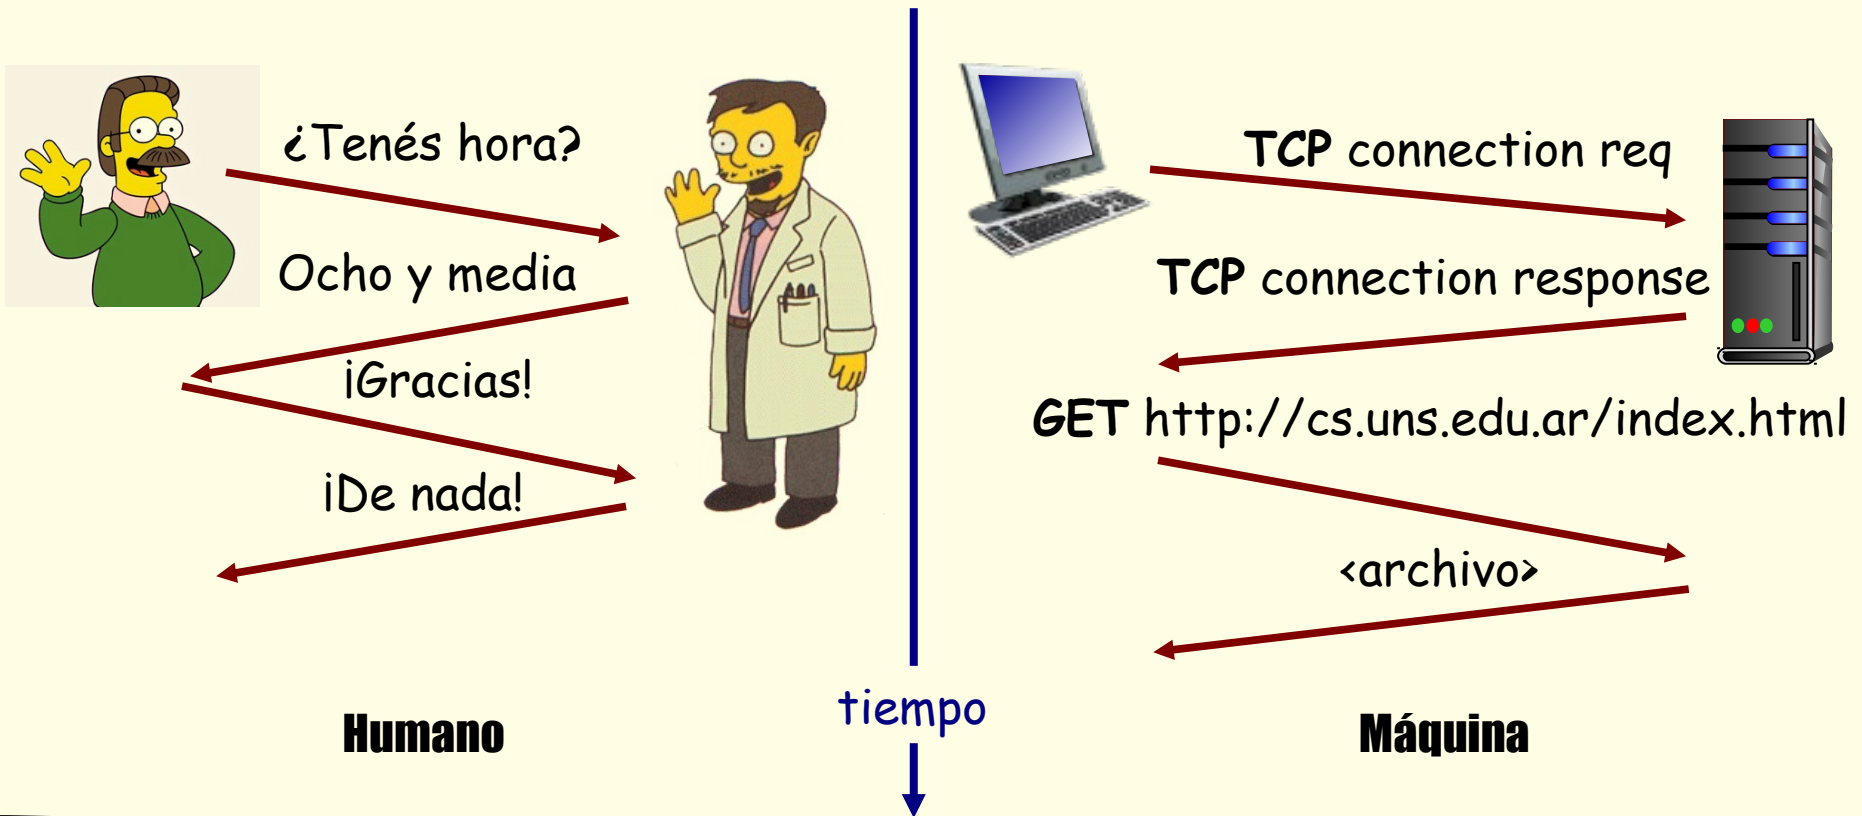 ¿Tenés hora?
Ocho y media
¡Gracias!
¡De nada!
Humano
tiempo
TCP connection req
TCP connection response
GET http://cs.uns.edu.ar/index.html
<archivo>
Máquina